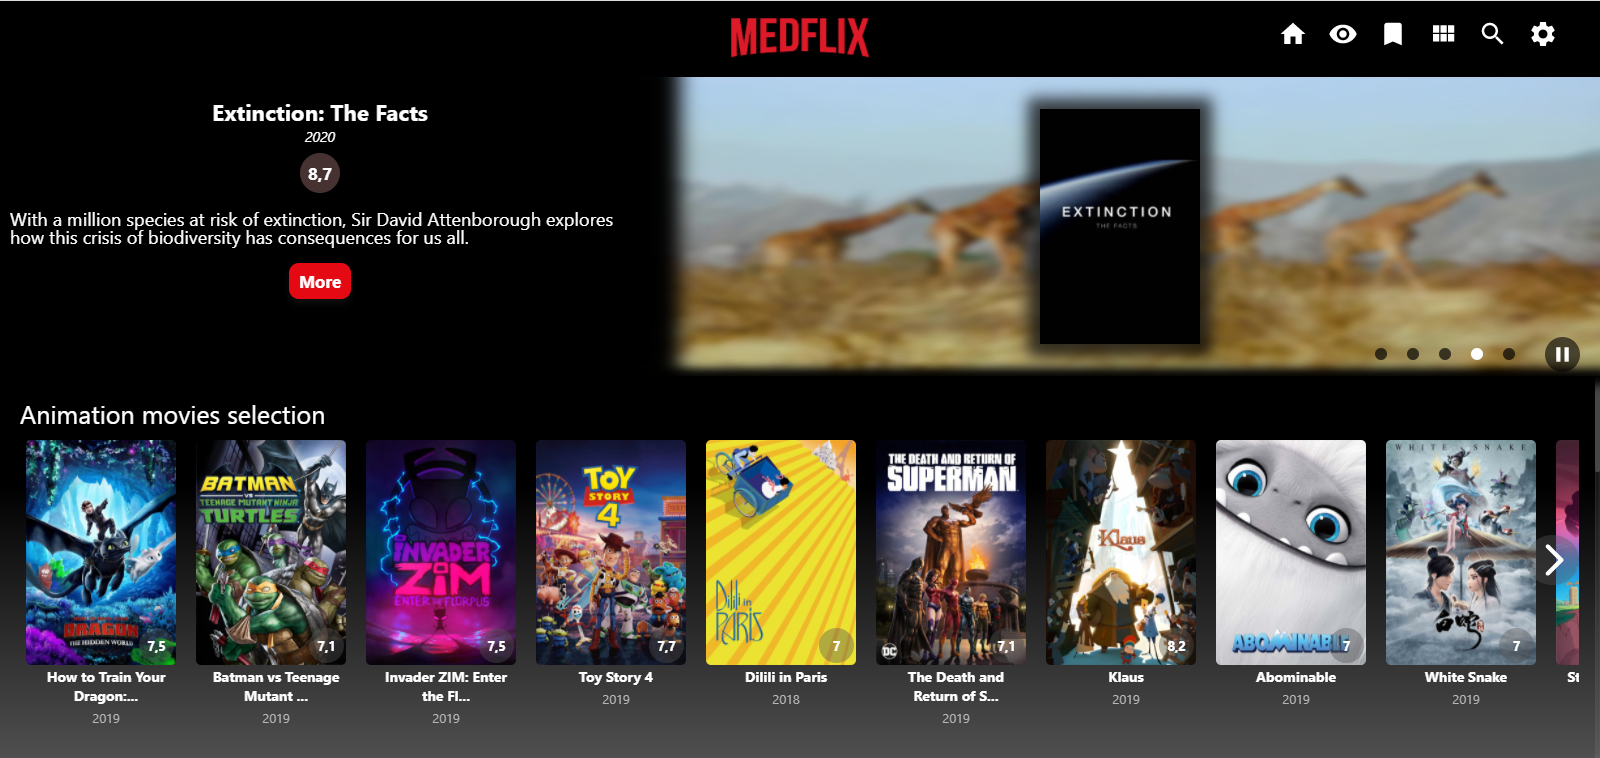 MEDFLIX
Extinction: The Facts
2020
8,7
With a million species at risk of extinction, Sir David Attenborough explores
how this crisis of biodiversity has consequences for us all.
More
EXTINCTION
THE FACTS
Animation movies selection
DRAGON
THE HIDDEN WORLD
7,5
How to Train Your
Dragon:...
2019
BATMAN
VS
TEENAGE MUTANT NINJA
TURTLES
7,1
Batman vs Teenage
Mutant ...
2019
INVADER
ZIM
ENTER THE FLORPUS
7,5
Invader ZIM: Enter
the Fl...
2019
TOY
STORY
4
7,7
Toy Story 4
2019
Dilili in
PARIS
7
Dilili in Paris
2018
THE DEATH AND RETURN OF
SUPERMAN
DC
7,1
The Death and
Return of S...
2019
Klaus
8,2
Klaus
2019
ABOMINABLE
7
Abominable
2019
WHITE SNAKE
白蛇
7
White Snake
2019
St